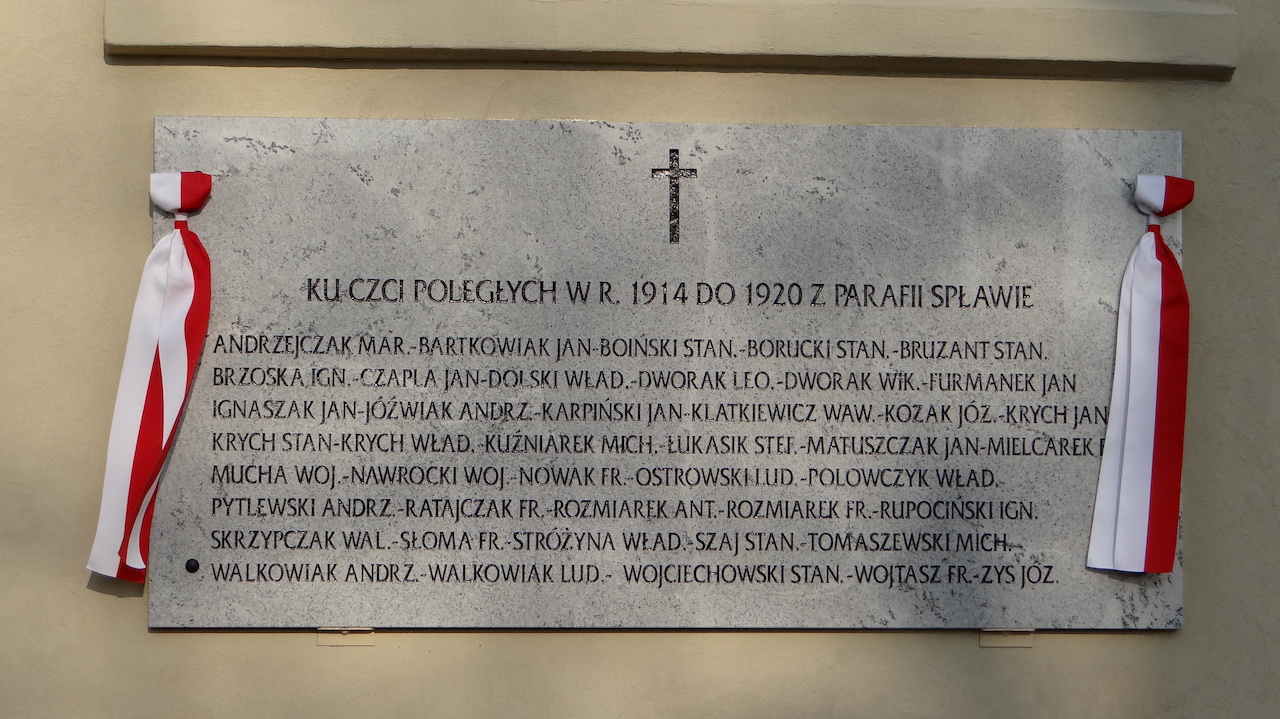 KU CZCI POLEGŁYCH W R. 1914 DO 1920 Z PARAFII SPŁAWIE
ANDRZEJCZAK MAR.-BARTKOWIAK JAN-BOIŃSKI STAN.-BORUCKI STAN.-BRUZANT STAN.
BRZOSKA IGN.-CZAPLA JAN-DOLSKI WŁAD.-DWORAK LEO.-DWORAK WIK.-FURMANEK JAN
IGNASZAK JAN-JÓŹWIAK ANDRZ.-KARPIŃSKI JAN-KLATKIEWICZ WAW.-KOZAK JÓZ.-KRYCH JAN
KRYCH STAN-KRYCH WŁAD.-KUŹNIAREK MICH.-ŁUKASIK STEF.-MATUSZCZAK JAN-MIELCAREK
MUCHA WOJ.-NAWROCKI WOJ.-NOWAK FR.-OSTROWSKI LUD.-POLOWCZYK WŁAD.
PYTLEWSKI ANDRZ.-RATAJCZAK FR.-ROZMIAREK ANT.-ROZMIAREK FR.-RUPOCIŃSKI IGN.
SKRZYPCZAK WAL.-SŁOMA FR.-STRÓŻYNA WŁAD.-SZAJ STAN.-TOMASZEWSKI MICH.
WALKOWIAK ANDRZ.-WALKOWIAK LUD.- WOJCIECHOWSKI STAN.-WOJTASZ FR.-ZYS JÓZ.